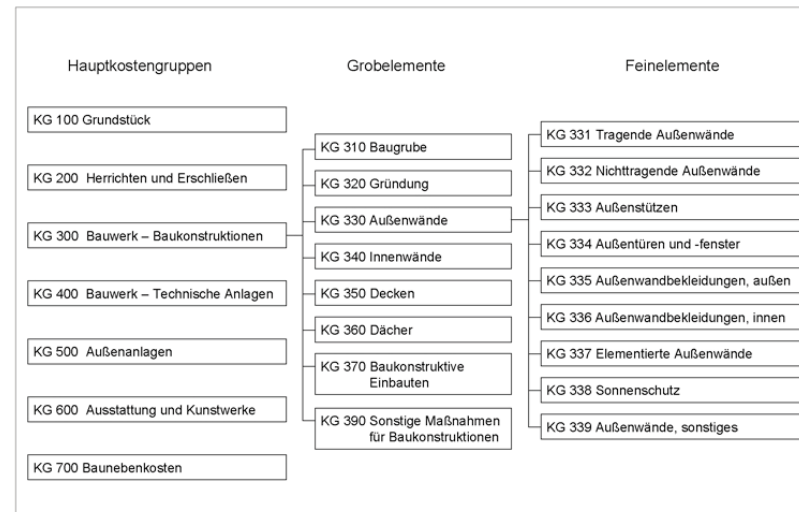 Hauptkostengruppen
KG 100 Grundstück
KG 200 Herrichten und Erschließen
KG 300 Bauwerk – Baukonstruktionen
KG 400 Bauwerk – Technische Anlagen
KG 500 Außenanlagen
KG 600 Ausstattung und Kunstwerke
KG 700 Baunebenkosten
Grobelemente
KG 310 Baugrube
KG 320 Gründung
KG 330 Außenwände
KG 340 Innenwände
KG 350 Decken
KG 360 Dächer
KG 370 Baukonstruktive
Einbauten
KG 390 Sonstige Maßnahmen
für Baukonstruktionen
Feinelemente
KG 331 Tragende Außenwände
KG 332 Nichttragende Außenwände
KG 333 Außenstützen
KG 334 Außentüren und -fenster
KG 335 Außenwandbekleidungen, außen
KG 336 Außenwandbekleidungen, innen
KG 337 Elementierte Außenwände
KG 338 Sonnenschutz
KG 339 Außenwände, sonstiges